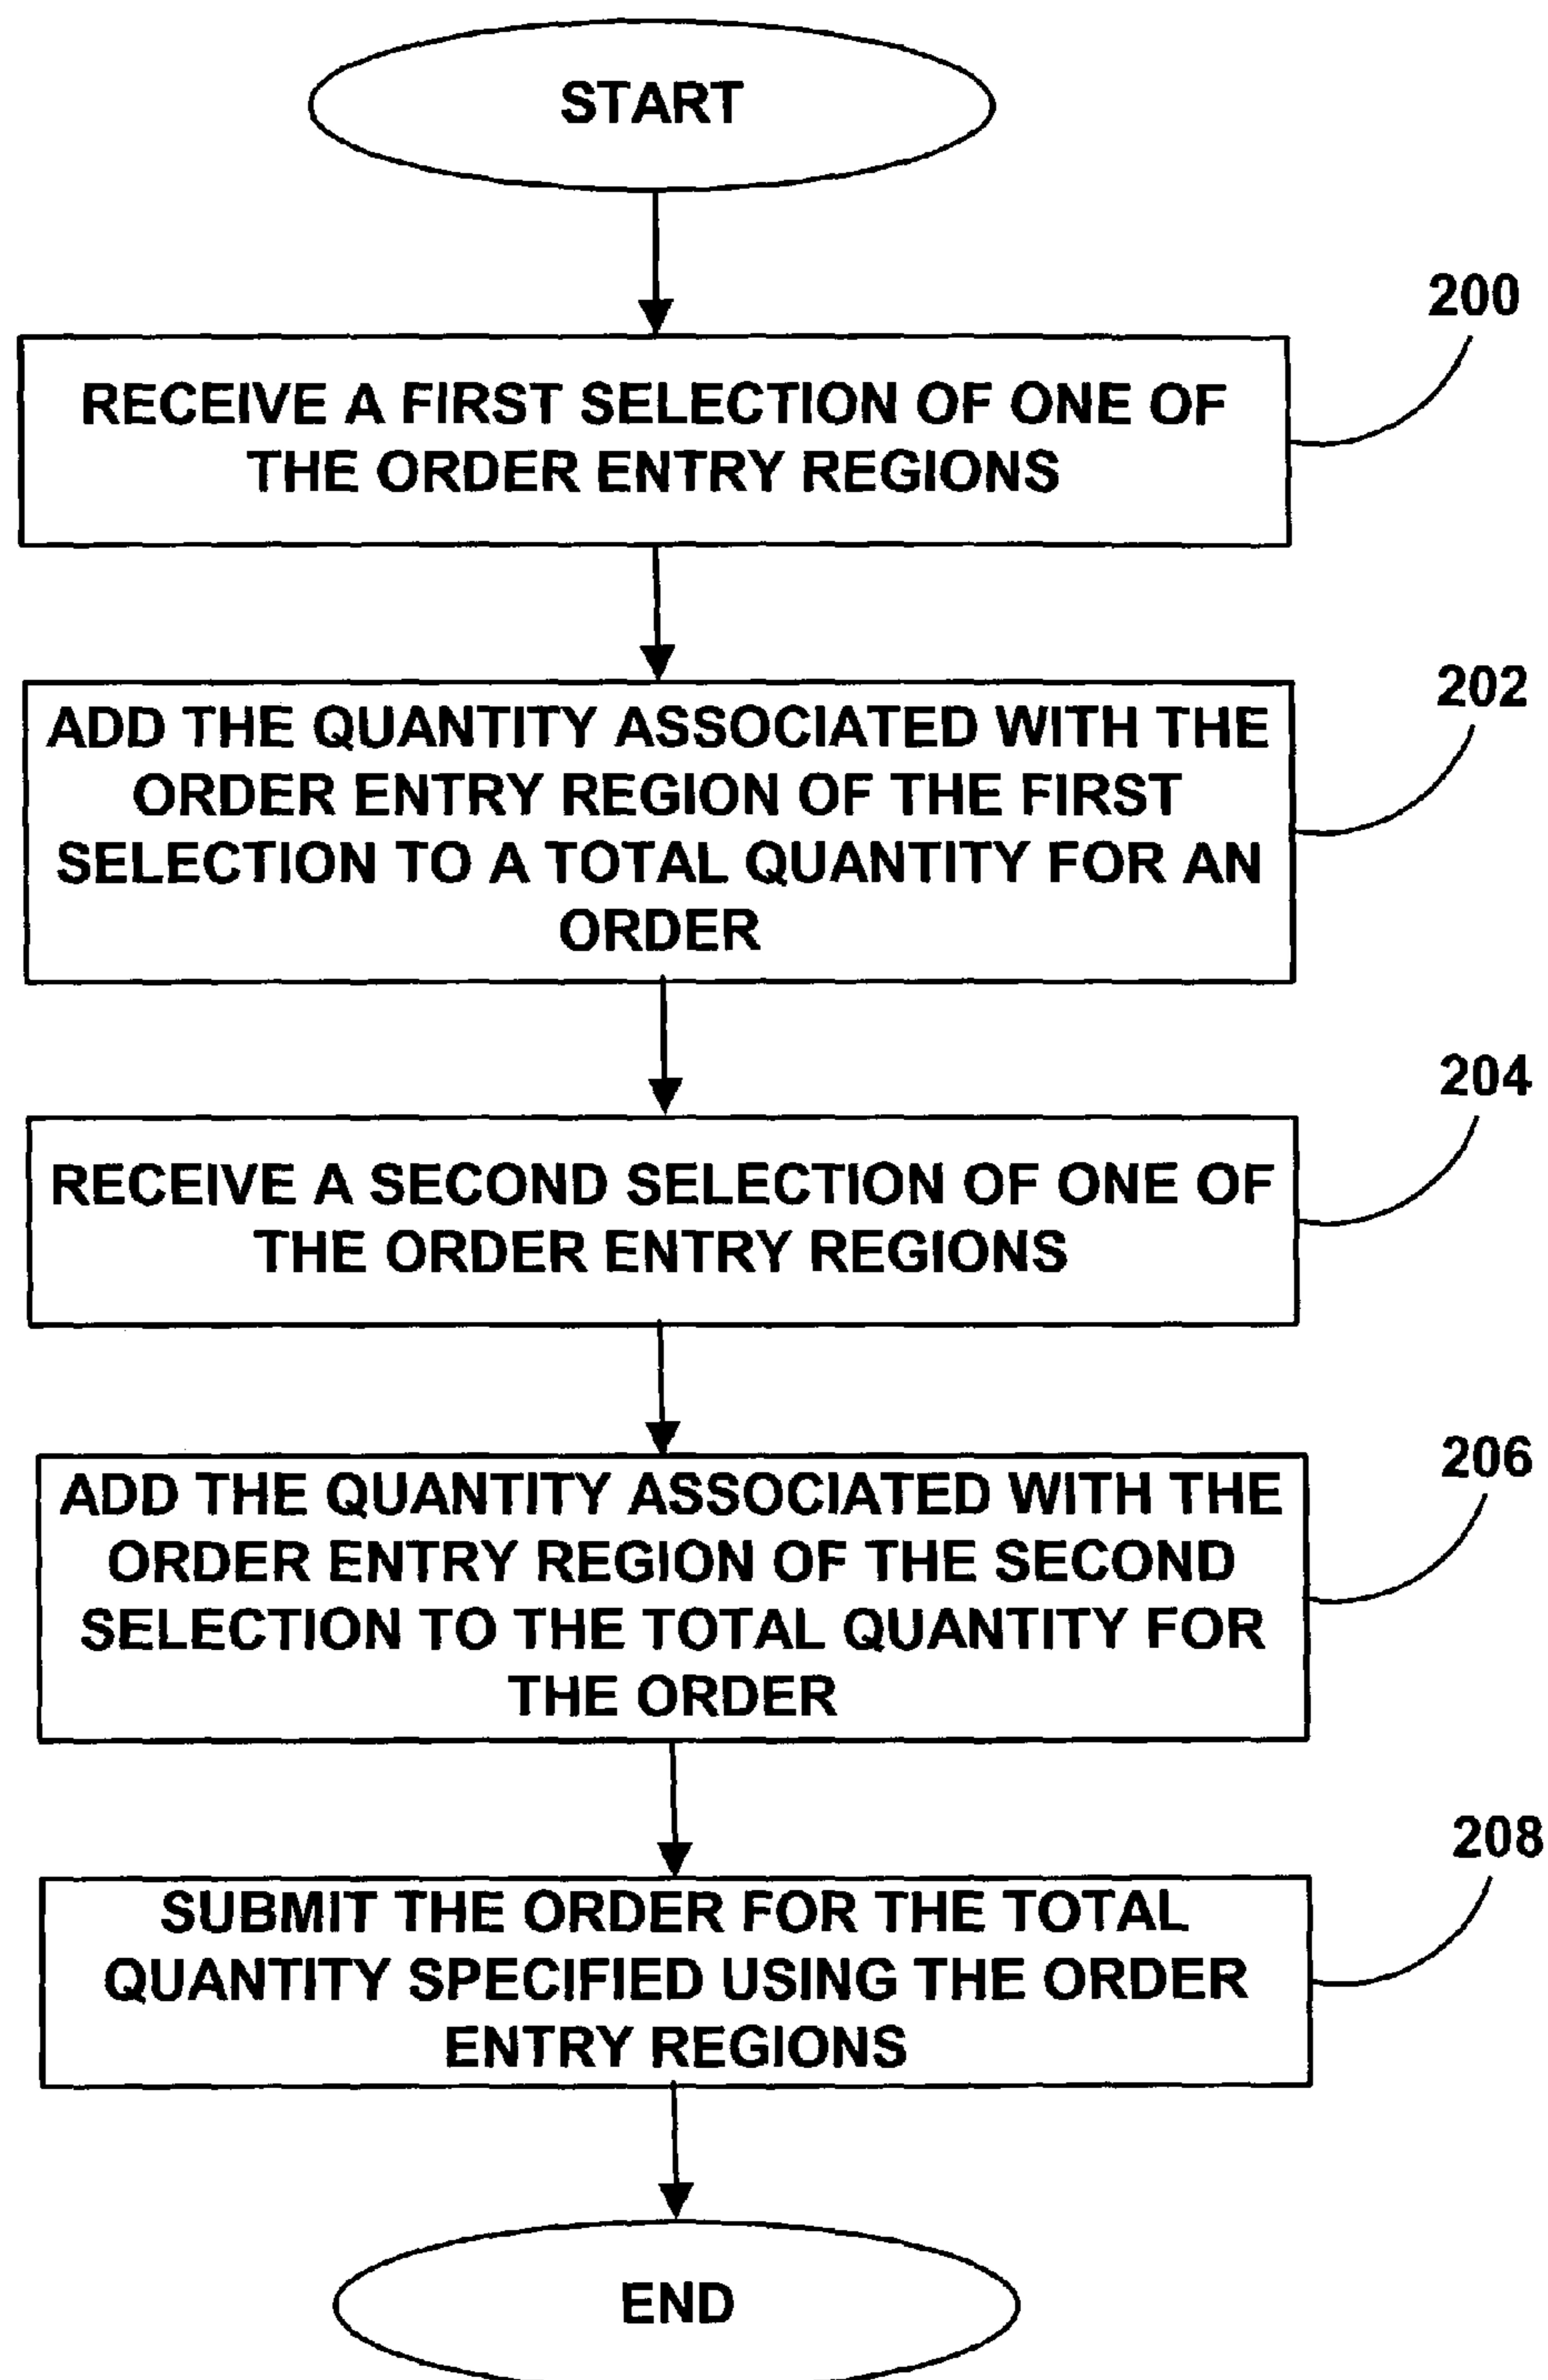 START
200
RECEIVE A FIRST SELECTION OF ONE OF
THE ORDER ENTRY REGIONS
202
ADD THE QUANTITY ASSOCIATED WITH THE
ORDER ENTRY REGION OF THE FIRST
SELECTION TO A TOTAL QUANTITY FOR AN
ORDER
204
RECEIVE A SECOND SELECTION OF ONE OF
THE ORDER ENTRY REGIONS
206
ADD THE QUANTITY ASSOCIATED WITH THE
ORDER ENTRY REGION OF THE SECOND
SELECTION TO THE TOTAL QUANTITY FOR
THE ORDER
208
SUBMIT THE ORDER FOR THE TOTAL
QUANTITY SPECIFIED USING THE ORDER
ENTRY REGIONS
END